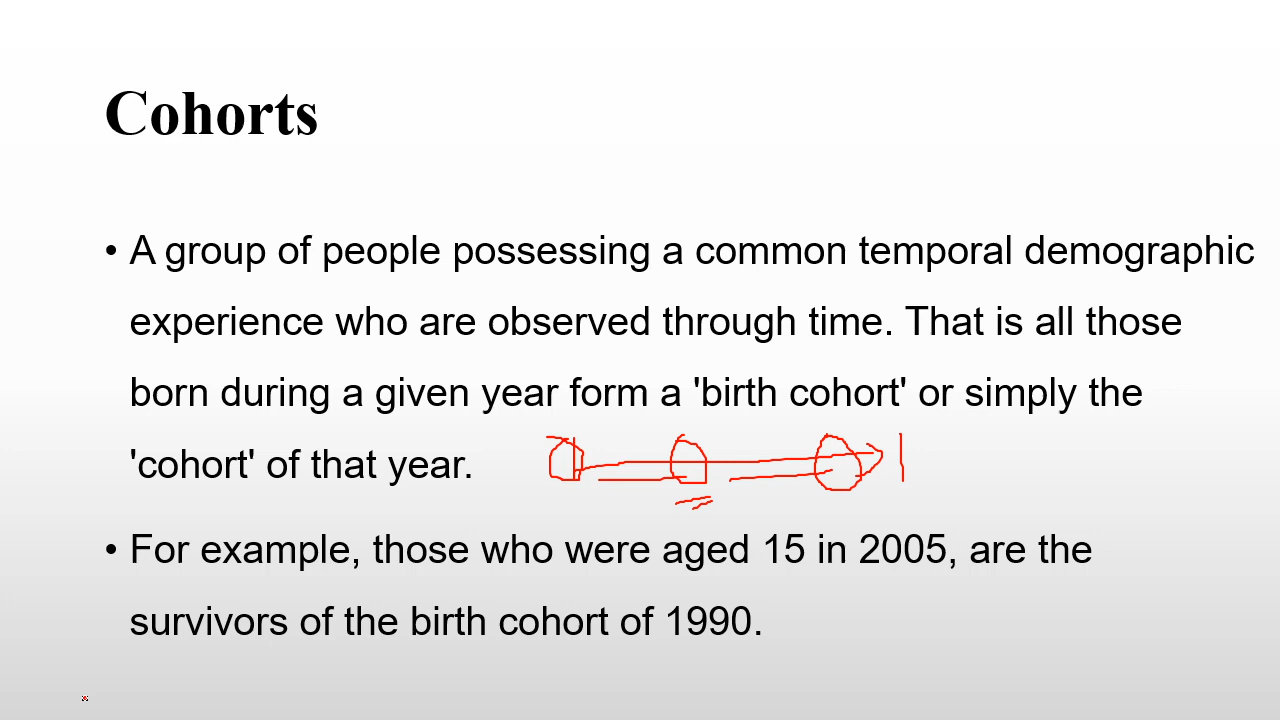 Cohorts
• A group of people possessing a common temporal demographic
experience who are observed through time. That is all those
born during a given year form a 'birth cohort' or simply the
'cohort' of that year.
• For example, those who were aged 15 in 2005, are the
survivors of the birth cohort of 1990.